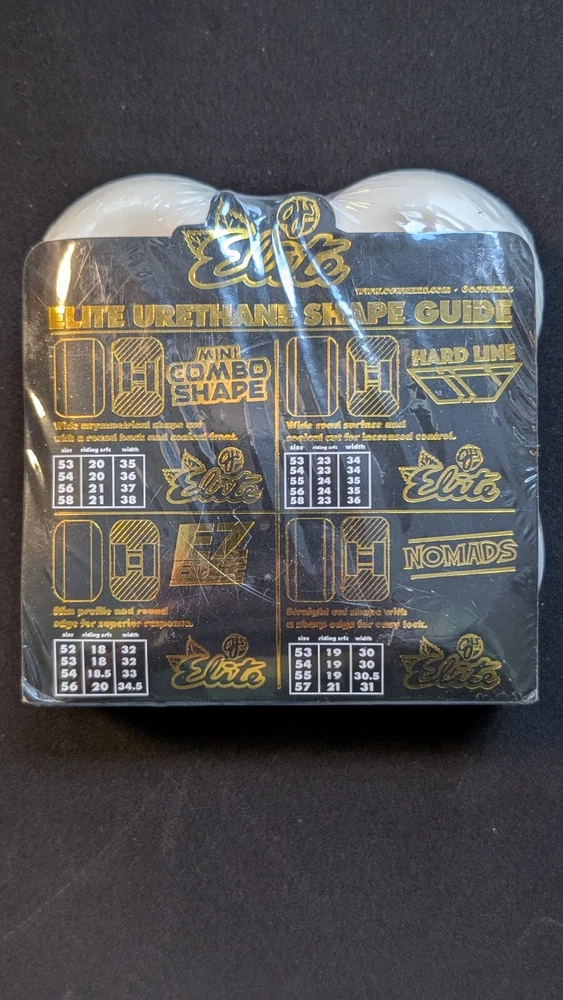 Elite
www.ojwheels.com • @ojwheels
ELITE URETHANE SHAPE GUIDE
MINI
COMBO
SHAPE
Wide asymmetrical shape cut
with a round back and conical front.
size riding srfc width
53 20 35
54 20 36
56 21 37
58 21 38
OJ
Elite
HARD LINE
Wide round surface and
conical cut for increased control.
size riding srfc width
53 23 34
54 23 34
55 24 35
56 24 35
58 23 36
OJ
Elite
EZ
EDGE
Slim profile and round
edge for superior response.
size riding srfc width
52 18 32
53 18 32
54 18.5 33
56 20 34.5
OJ
Elite
NOMADS
Straight cut shape with
a sharp edge for easy lock.
size riding srfc width
53 19 30
54 19 30
55 19 30.5
57 21 31
OJ
Elite